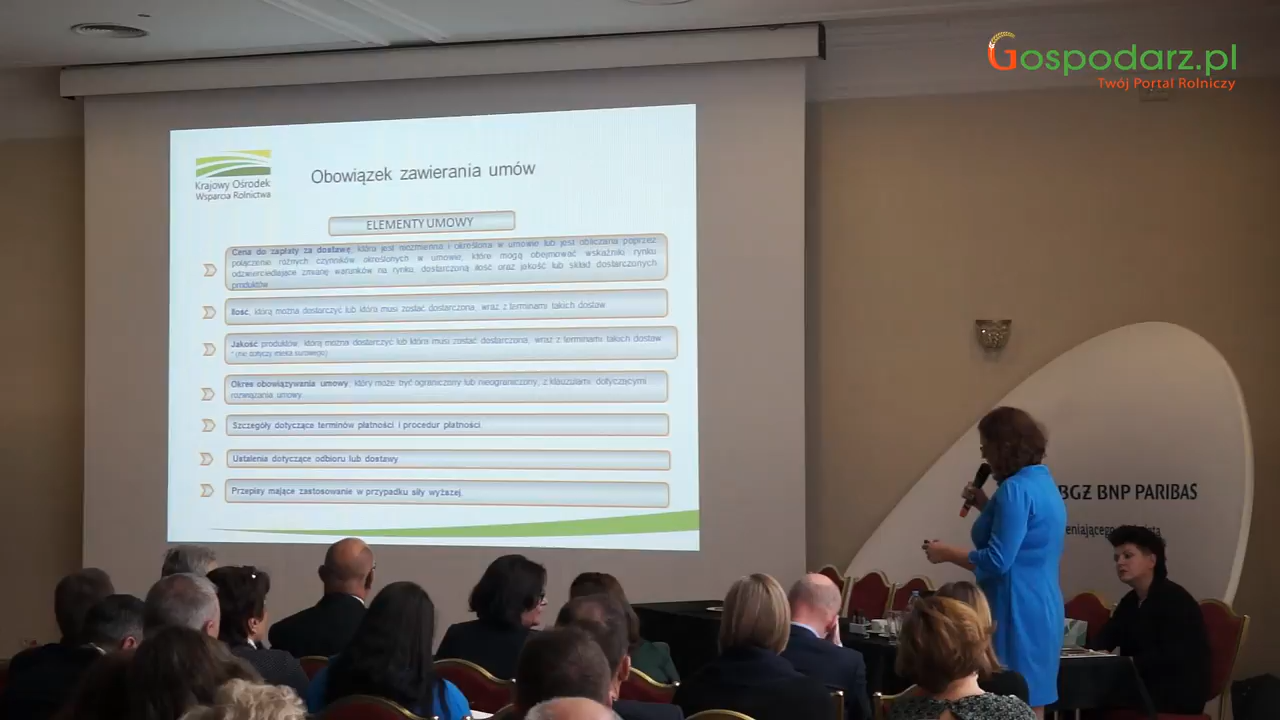 Gospodarz.pl
Twój Portal Rolniczy
Krajowy Ośrodek
Wsparcia Rolnictwa
Obowiązek zawierania umów
ELEMENTY UMOWY
Cena do zapłaty za dostawę, która jest niezmienna i określona w umowie lub jest obliczana poprzez
połączenie różnych czynników określonych w umowie, które mogą obejmować wskaźniki rynku
odzwierciedlające zmianę warunków na rynku, dostarczoną ilość oraz jakość lub skład dostarczonych
produktów
Ilość, którą można dostarczyć lub która musi zostać dostarczona, wraz z terminami takich dostaw
Jakość produktów, którą można dostarczyć lub która musi zostać dostarczona, wraz z terminami takich dostaw
* (nie dotyczy mleka surowego)
Okres obowiązywania umowy, który może być ograniczony lub nieograniczony, z klauzulami dotyczącymi
rozwiązania umowy.
Szczegóły dotyczące terminów płatności i procedur płatności.
Ustalenia dotyczące odbioru lub dostawy
Przepisy mające zastosowanie w przypadku siły wyższej.
BGŻ BNP PARIBAS